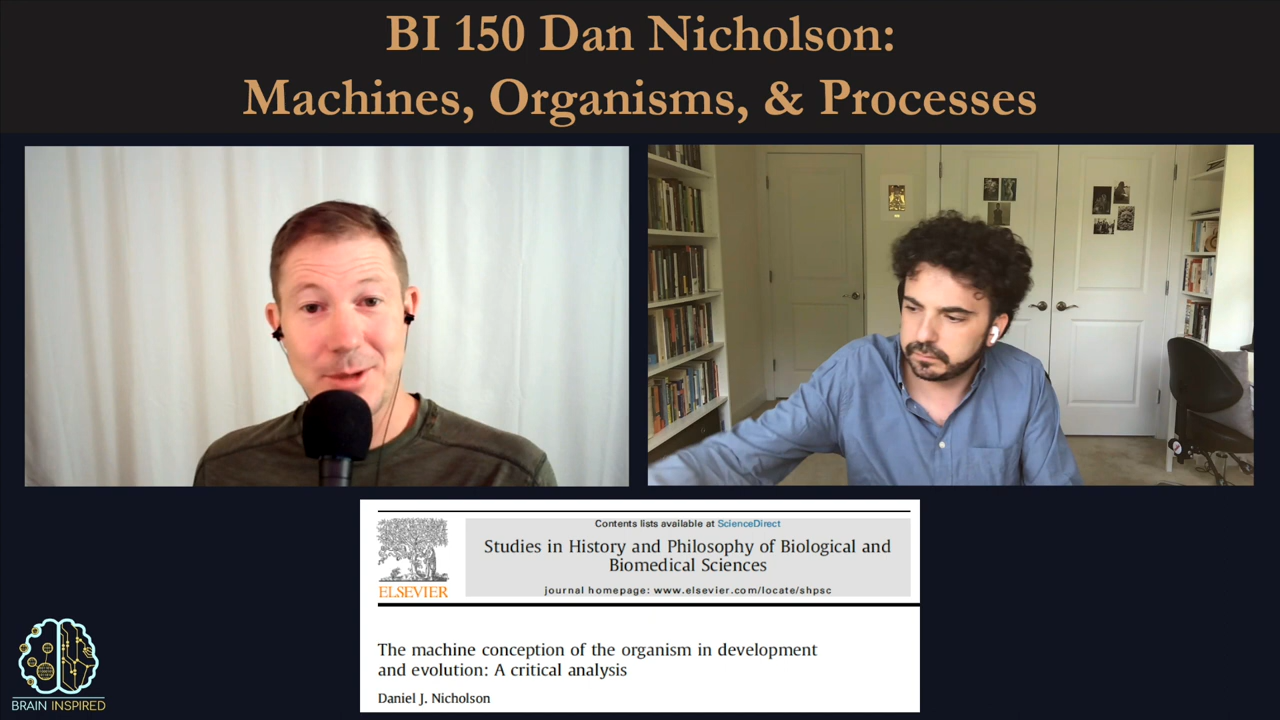 BI 150 Dan Nicholson:
Machines, Organisms, & Processes
Contents lists available at ScienceDirect
Studies in History and Philosophy of Biological and
Biomedical Sciences
journal homepage: www.elsevier.com/locate/shpsc
ELSEVIER
The machine conception of the organism in development
and evolution: A critical analysis
Daniel J. Nicholson
BRAIN INSPIRED